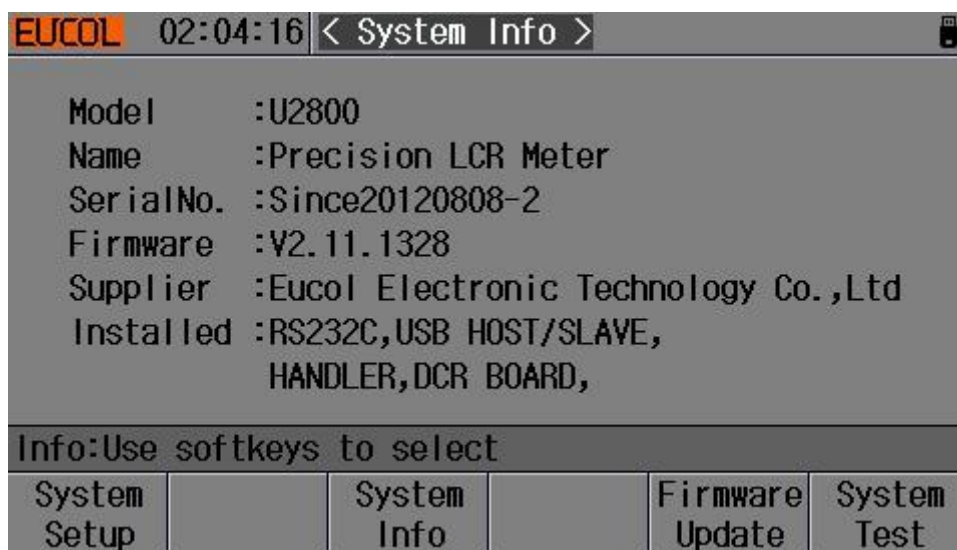 EUCOL 02:04:16 < System Info >
Model :U2800
Name :Precision LCR Meter
SerialNo. :Since20120808-2
Firmware :V2.11.1328
Supplier :Eucol Electronic Technology Co.,Ltd
Installed :RS232C,USB HOST/SLAVE,
HANDLER,DCR BOARD,
Info:Use softkeys to select
System Setup System Info Firmware Update System Test